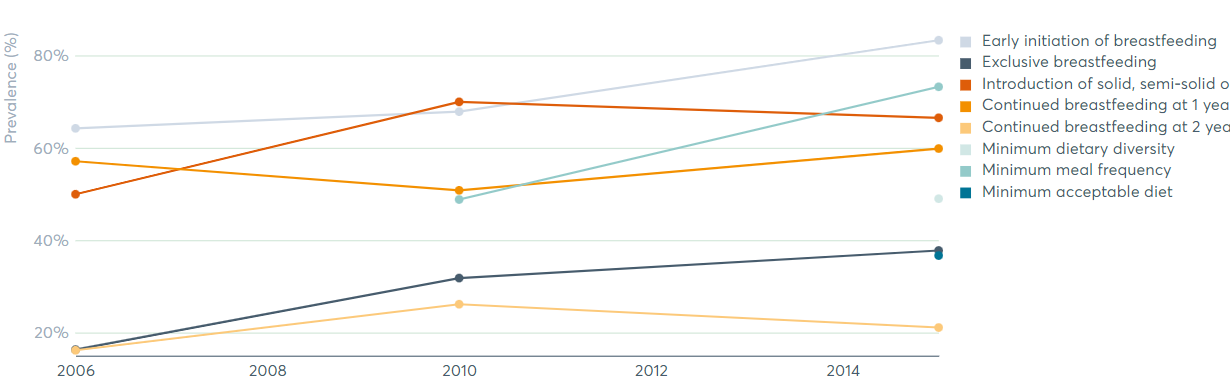 Prevalence (%)
80%
60%
40%
20%
2006
2008
2010
2012
2014
Early initiation of breastfeeding
Exclusive breastfeeding
Introduction of solid, semi-solid o
Continued breastfeeding at 1 yea
Continued breastfeeding at 2 yea
Minimum dietary diversity
Minimum meal frequency
Minimum acceptable diet